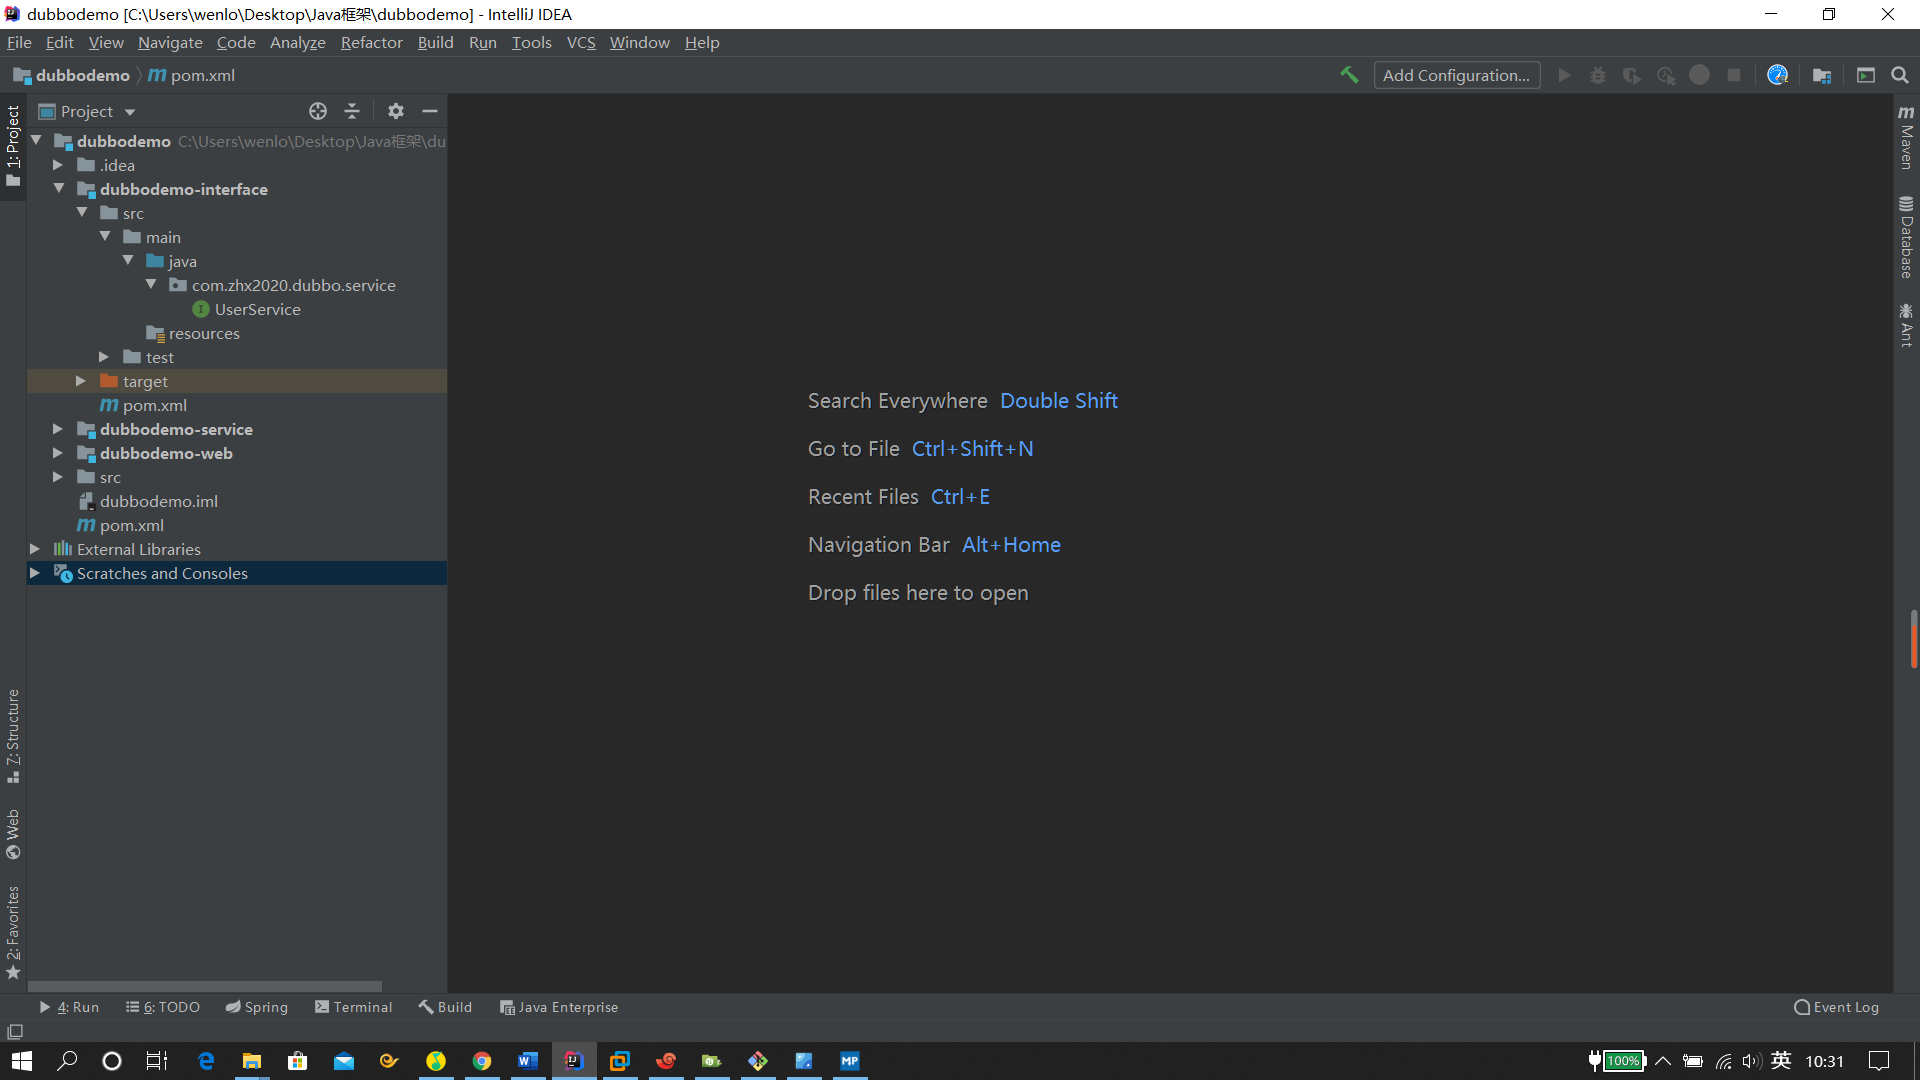 dubbodemo [C:\Users\wenlo\Desktop\Java框架\dubbodemo] - IntelliJ IDEA
File Edit View Navigate Code Analyze Refactor Build Run Tools VCS Window Help
dubbodemo pom.xml
Add Configuration...
1: Project
Project
dubbodemo C:\Users\wenlo\Desktop\Java框架\du
.idea
dubbodemo-interface
src
main
java
com.zhx2020.dubbo.service
UserService
resources
test
target
pom.xml
dubbodemo-service
dubbodemo-web
src
dubbodemo.iml
pom.xml
External Libraries
Scratches and Consoles
Search Everywhere Double Shift
Go to File Ctrl+Shift+N
Recent Files Ctrl+E
Navigation Bar Alt+Home
Drop files here to open
Maven
Database
Ant
7: Structure
Web
2: Favorites
4: Run 6: TODO Spring Terminal Build Java Enterprise Event Log
100% 英 10:31